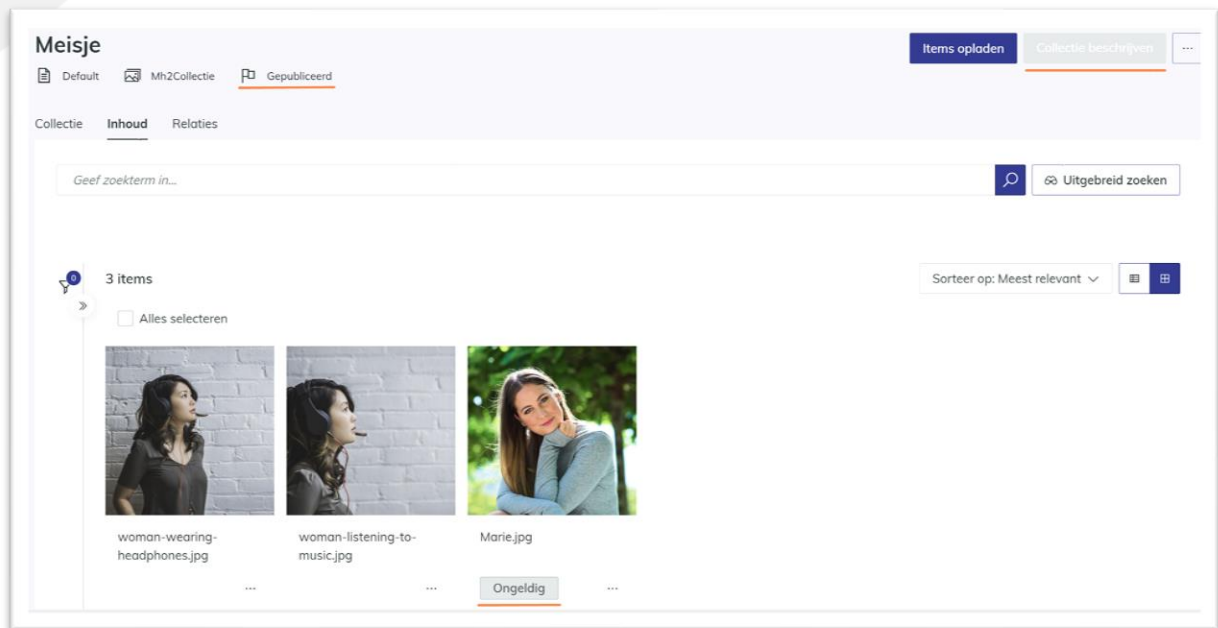 Meisje
Items opladen
Collectie beschrijven
...
Default
Mh2Collectie
Gepubliceerd
Collectie
Inhoud
Relaties
Geef zoekterm in...
Uitgebreid zoeken
0
3 items
Sorteer op: Meest relevant
Alles selecteren
woman-wearing-
headphones.jpg
woman-listening-to-
music.jpg
Marie.jpg
...
...
Ongeldig
...